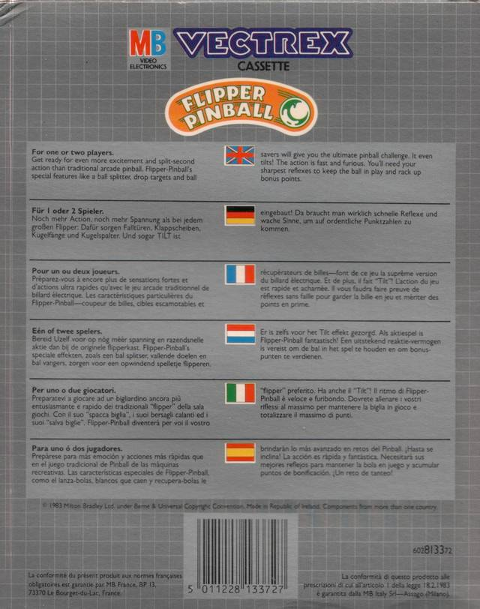 MB
VIDEO
ELECTRONICS
VECTREX
CASSETTE
FLIPPER
PINBALL
For one or two players.
Get ready for even more excitement and split-second
action than traditional arcade pinball. Flipper-Pinball's
special features like a ball splitter, drop targets and ball
savers will give you the ultimate pinball challenge. It even
tilts! The action is fast and furious. You'll need your
sharpest reflexes to keep the ball in play and rack up
bonus points.
Für 1 oder 2 Spieler.
Noch mehr Action, noch mehr Spannung als bei jedem
großen Flipper. Dafür sorgen Falltüren, Klappscheiben,
Kugelfänge und Kugelspalter. Und sogar TILT ist
eingebaut! Da braucht man wirklich schnelle Reflexe und
wache Sinne, um auf ordentliche Punktzahlen zu
kommen.
Pour un ou deux joueurs.
Préparez-vous à encore plus de sensations fortes et
d'actions ultra rapides qu'avec le jeu arcade traditionnel de
billard électrique. Les caractéristiques particulières du
Flipper-Pinball—coupeur de billes, cibles escamotables et
récupérateurs de billes—font de ce jeu la suprême version
du billard électrique. Et de plus, il fait "Tilt"! L'action du jeu
est rapide et acharnée. Il vous faudra faire preuve de
réflexes sans faille pour garder la bille en jeu et mériter des
points en prime.
Eén of twee spelers.
Bereid Uzelf voor op nóg méér spanning en razendsnelle
aktie dan bij de originele flipperkast. Flipper-Pinball's
speciale effekten, zoals een bal splitser, vallende doelen en
bal vangers, zorgen voor een opwindend spelletje flipperen.
Er is zelfs voor het Tilt effekt gezorgd. Als aktiespel is
Flipper-Pinball fantastisch! Een uitstekend reaktie-vermogen
is vereist om de bal in het spel te houden en om bonus-
punten te verdienen.
Per uno o due giocatori.
Preparatevi a giocare ad un bigliardino ancora più
entusiasmante e rapido dei tradizionali "flipper" della sala
giochi. Con il suo "spacca biglia", i suoi bersagli calanti ed i
suoi "salva biglie". Flipper-Pinball diventerà per voi il vostro
"flipper" preferito. Ha anche il "Tilt"! Il ritmo di Flipper-
Pinball è veloce e furibondo. Dovrete allenare i vostri
riflessi al massimo per mantenere la biglia in gioco e
totalizzare il massimo di punti.
Para uno ó dos jugadores.
Prepárese para más emoción y acciones más rápidas que
en el juego tradicional de Pinball de las máquinas
recreativas. Las características especiales de Flipper-Pinball,
como el lanza-bolas, blancos que caen y recupera-bolas le
brindarán lo más avanzado en retos del Pinball. ¡Hasta se
inclina! La acción es rápida y fantástica. Necesitará sus
mejores reflejos para mantener la bola en juego y acumular
puntos de bonificación. ¡Un reto de tanteo!
© 1983 Milton Bradley Ltd. under Berne & Universal Copyright Convention. Made in Republic of Ireland. Components from more than one country.
602813372
La conformité du présent produit aux normes françaises
obligatoires est garantie par MB France, BP 13,
73370 Le Bourget-du-Lac, France.
5 011228 133727
La conformità di questo prodotto alle
prescrizioni di cui all'articolo 1 della legge 18.2.1983
è garantita dalla MB Italy Srl—Assago (Milano).